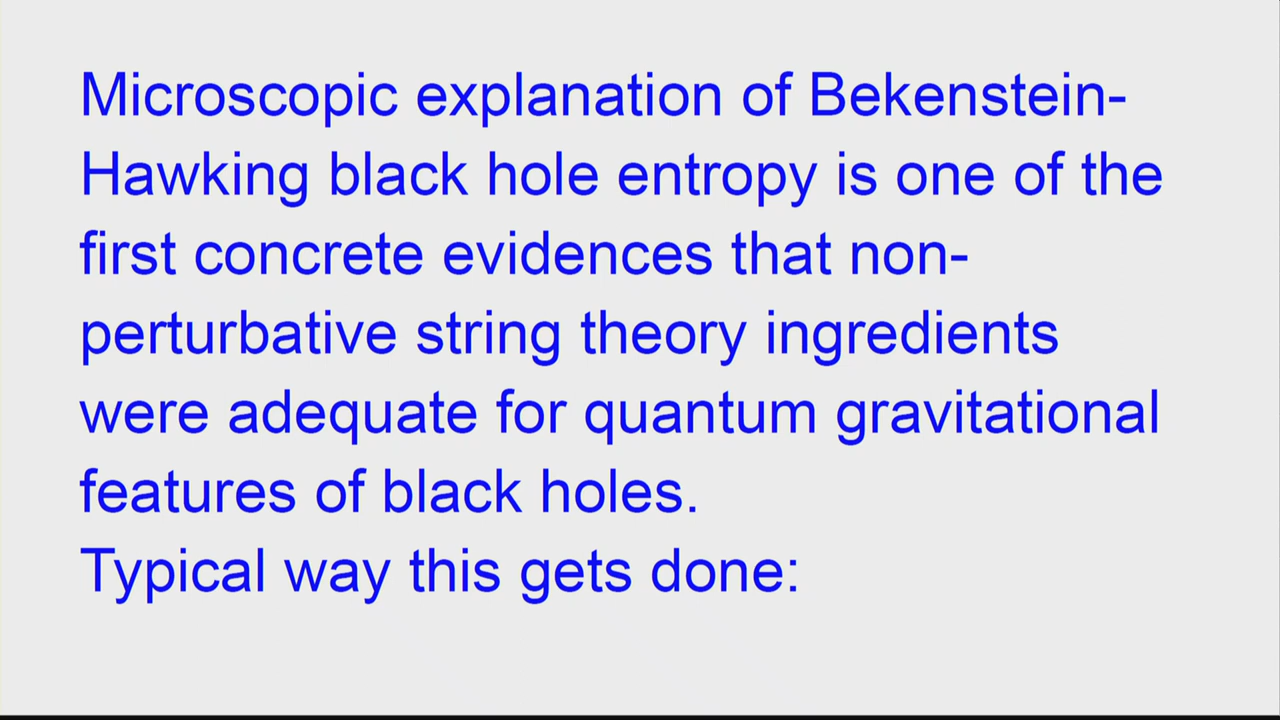 Microscopic explanation of Bekenstein-
Hawking black hole entropy is one of the
first concrete evidences that non-
perturbative string theory ingredients
were adequate for quantum gravitational
features of black holes.
Typical way this gets done: